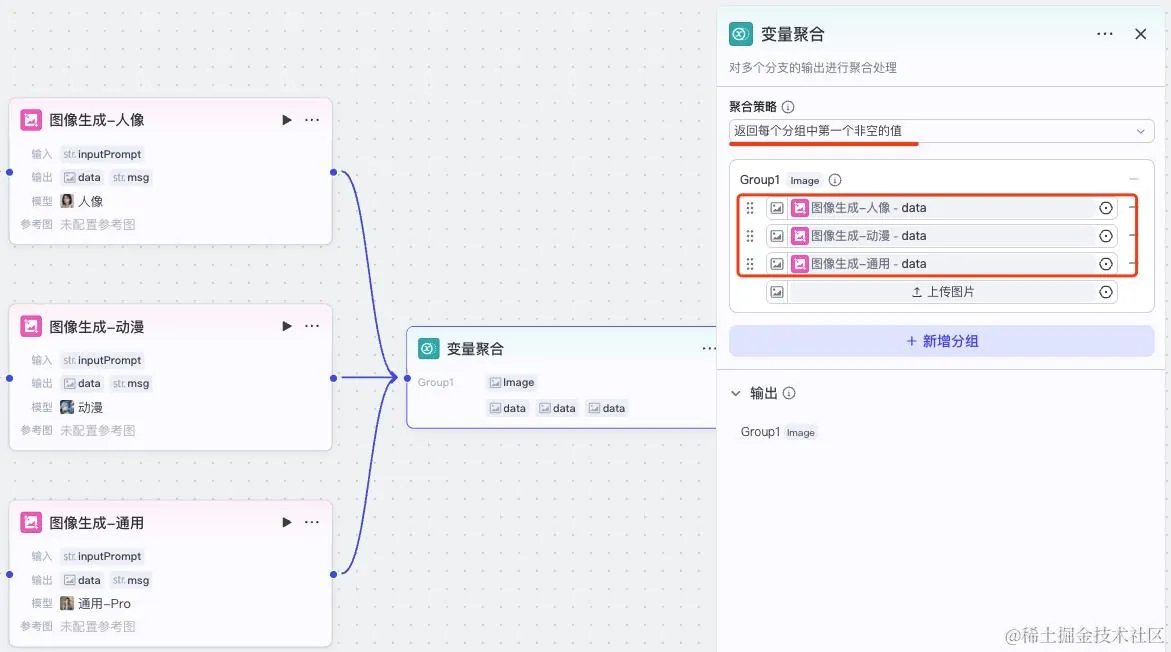 图像生成-人像
输入 str. inputPrompt
输出 data str. msg
模型 人像
参考图 未配置参考图
图像生成-动漫
输入 str. inputPrompt
输出 data str. msg
模型 动漫
参考图 未配置参考图
图像生成-通用
输入 str. inputPrompt
输出 data str. msg
模型 通用-Pro
参考图 未配置参考图
变量聚合
Group1 Image
data data data
变量聚合
对多个分支的输出进行聚合处理
聚合策略
返回每个分组中第一个非空的值
Group1 Image
图像生成-人像 - data
图像生成-动漫 - data
图像生成-通用 - data
上传图片
+ 新增分组
输出
Group1 Image
@稀土掘金技术社区